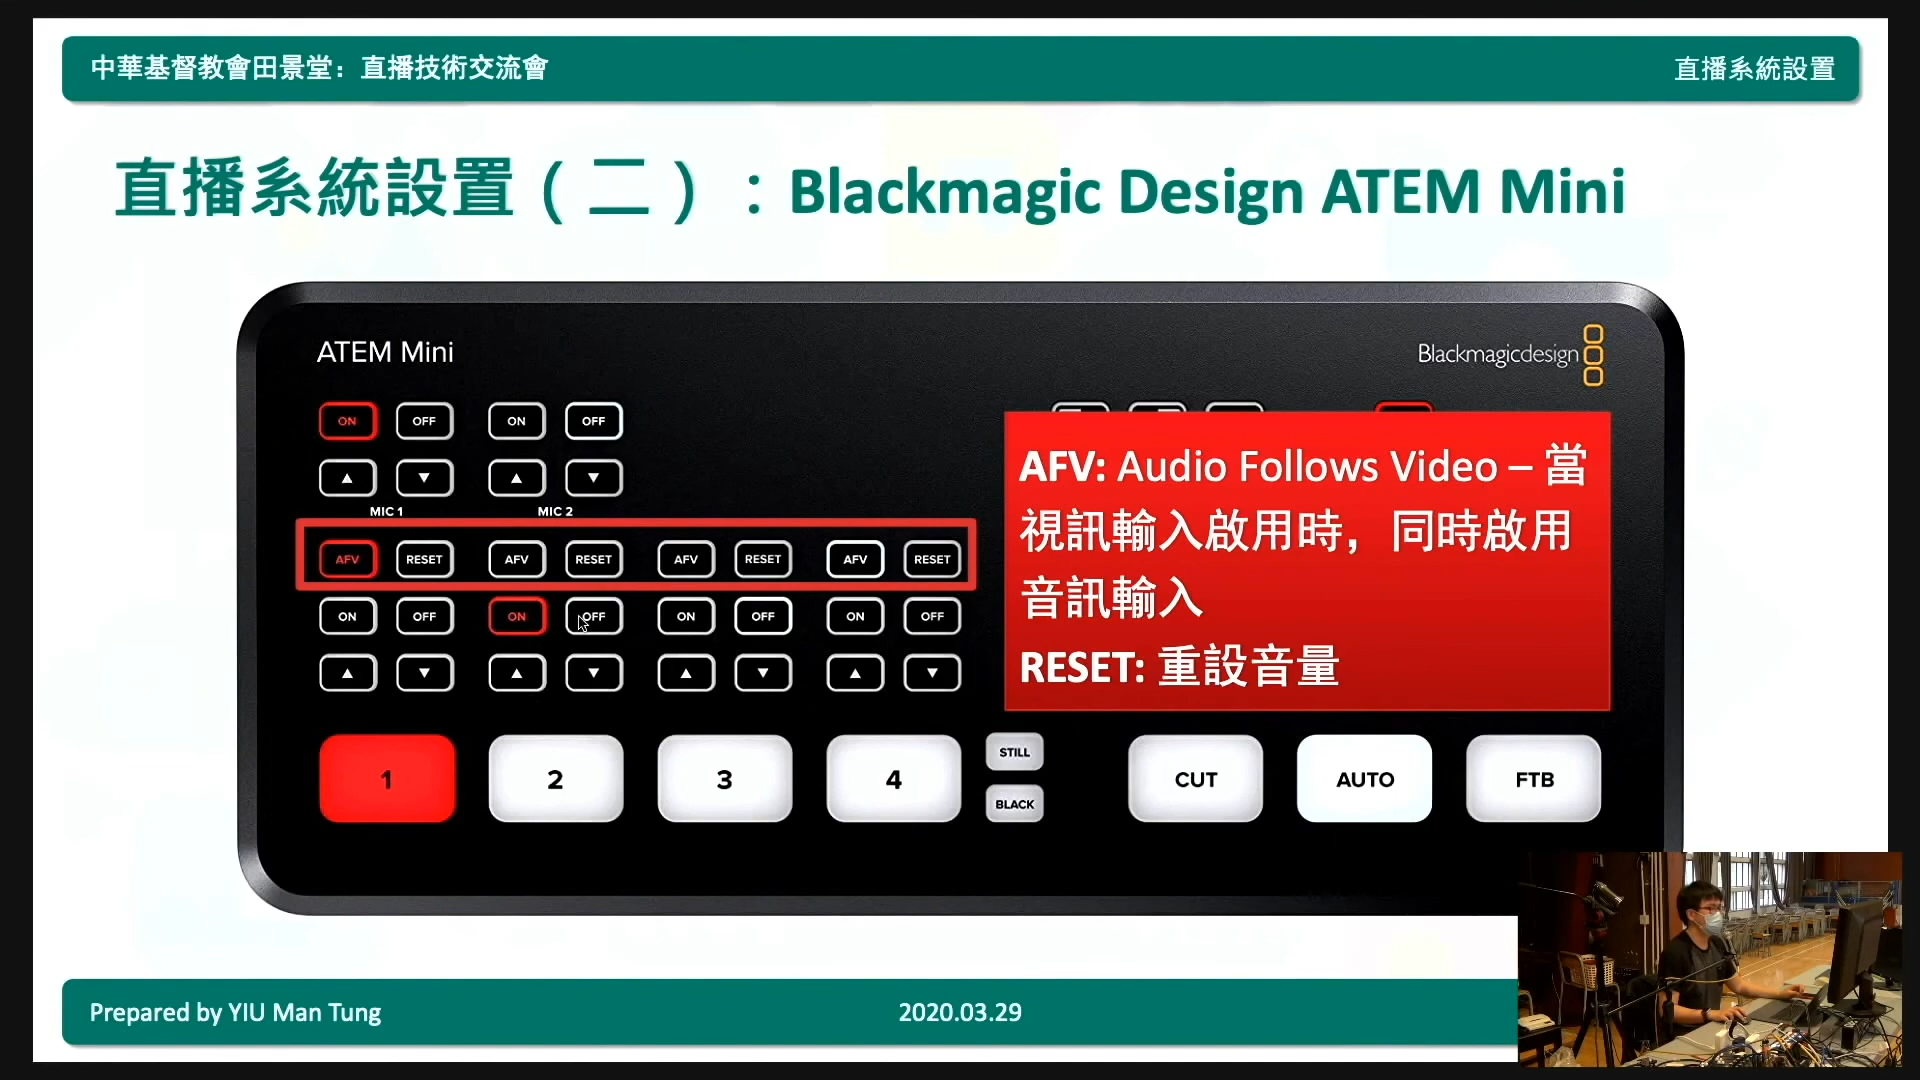 中華基督教會田景堂：直播技術交流會
直播系統設置
直播系統設置（二）：Blackmagic Design ATEM Mini
ATEM Mini
Blackmagicdesign
ON OFF ON OFF
▲ ▼ ▲ ▼
MIC 1 MIC 2
AFV RESET AFV RESET AFV RESET AFV RESET
ON OFF ON OFF ON OFF ON OFF
▲ ▼ ▲ ▼ ▲ ▼ ▲ ▼
AFV: Audio Follows Video – 當
視訊輸入啟用時，同時啟用
音訊輸入
RESET: 重設音量
1 2 3 4
STILL
BLACK
CUT AUTO FTB
Prepared by YIU Man Tung
2020.03.29